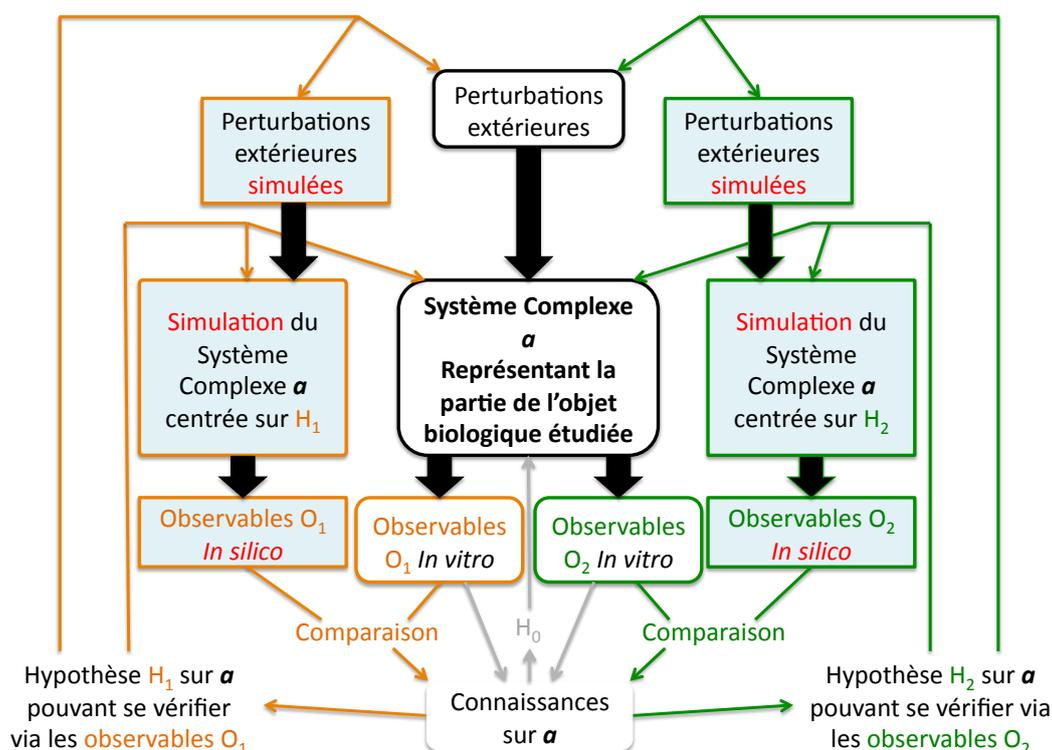 Perturbations
extérieures
Perturbations
extérieures
simulées
Perturbations
extérieures
simulées
Simulation du
Système
Complexe a
centrée sur H1
Système Complexe
a
Représentant la
partie de l’objet
biologique étudiée
Simulation du
Système
Complexe a
centrée sur H2
Observables O1
In silico
Observables
O1 In vitro
Observables
O2 In vitro
Observables O2
In silico
Comparaison
H0
Comparaison
Hypothèse H1 sur a
pouvant se vérifier
via les observables O1
Connaissances
sur a
Hypothèse H2 sur a
pouvant se vérifier via
les observables O2